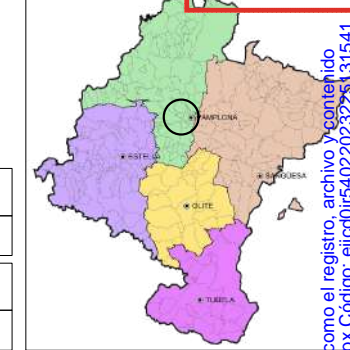 PAMPLONA
ESTELLA
SANGÜESA
OLITE
TUDELA
como el registro, archivo y contenido